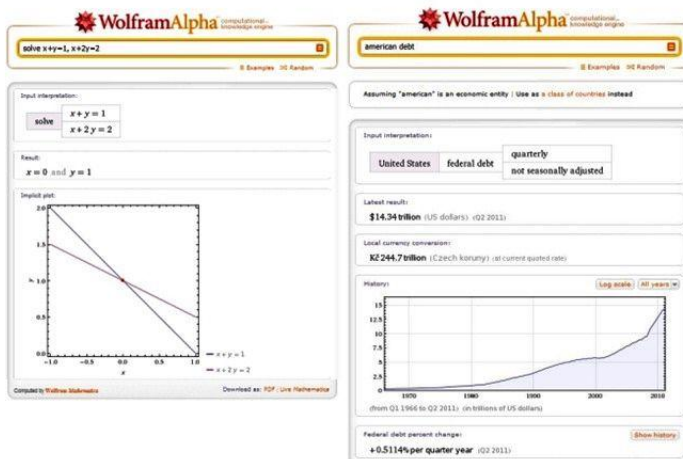 WolframAlpha computational... knowledge engine
solve x+y=1, x+2y=2
Examples Random
Input interpretation:
solve
x + y = 1
x + 2 y = 2
Result:
x = 0 and y = 1
Implicit plot:
2.0
1.5
1.0
0.5
0.0
y
-1.0 -0.5 0.0 0.5 1.0
x
x + y = 1
x + 2 y = 2
Computed by Wolfram Mathematica
Download as: PDF | Live Mathematica
WolframAlpha computational... knowledge engine
american debt
Examples Random
Assuming "american" is an economic entity | Use as a class of countries instead
Input interpretation:
United States federal debt
quarterly
not seasonally adjusted
Latest result:
$14.34 trillion (US dollars) (Q2 2011)
Local currency conversion:
Kč 244.7 trillion (Czech koruny) (at current quoted rate)
History:
Log scale All years
15
12.5
10
7.5
5
2.5
1970 1980 1990 2000 2010
(from Q1 1966 to Q2 2011) (in trillions of US dollars)
Federal debt percent change:
Show history
+0.5114% per quarter year (Q2 2011)